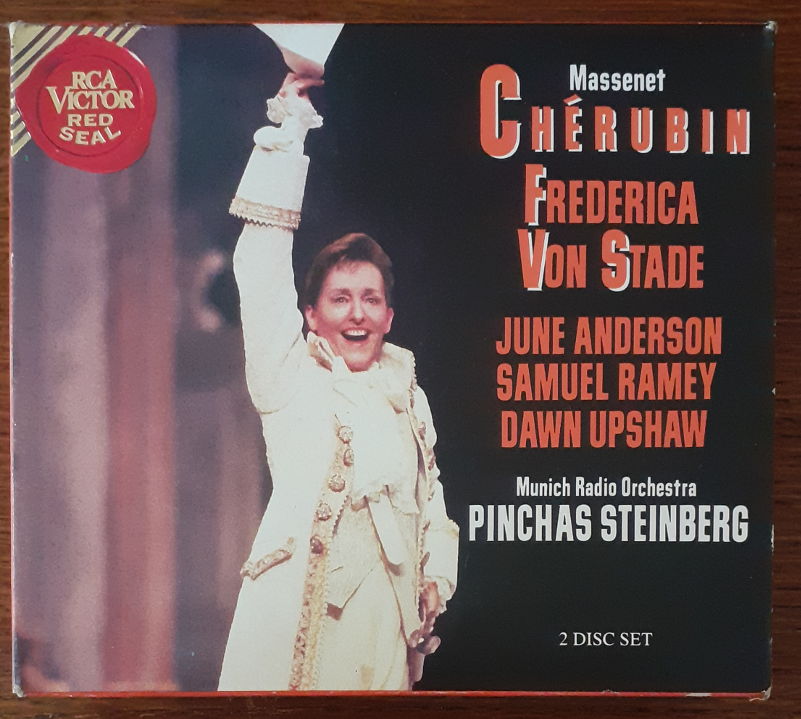 RCA
VICTOR
RED
SEAL
Massenet
CHÉRUBIN
FREDERICA
VON STADE
JUNE ANDERSON
SAMUEL RAMEY
DAWN UPSHAW
Munich Radio Orchestra
PINCHAS STEINBERG
2 DISC SET